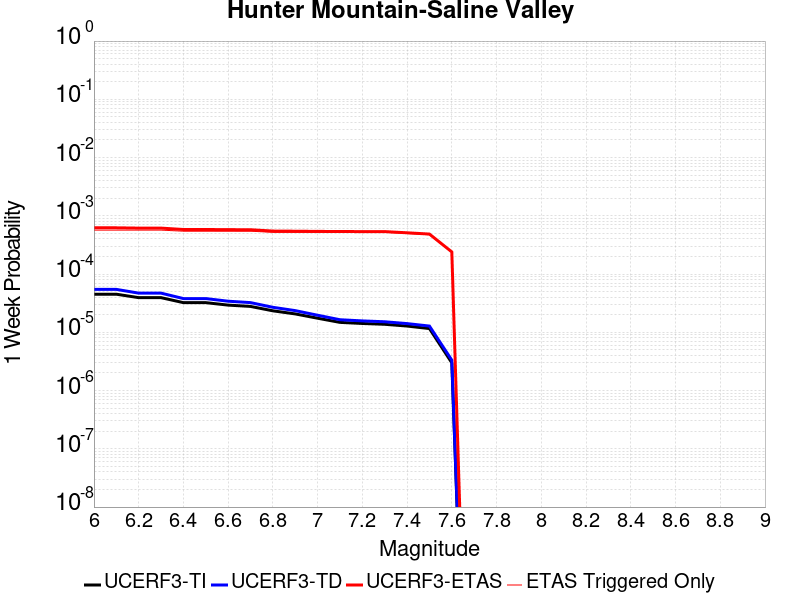 Hunter Mountain-Saline Valley
10^0
10^-1
10^-2
10^-3
10^-4
10^-5
10^-6
10^-7
10^-8
1 Week Probability
6 6.2 6.4 6.6 6.8 7 7.2 7.4 7.6 7.8 8 8.2 8.4 8.6 8.8 9
Magnitude
UCERF3-TI UCERF3-TD UCERF3-ETAS ETAS Triggered Only